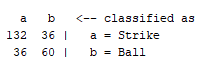 a b <-- classified as
132 36 | a = Strike
36 60 | b = Ball